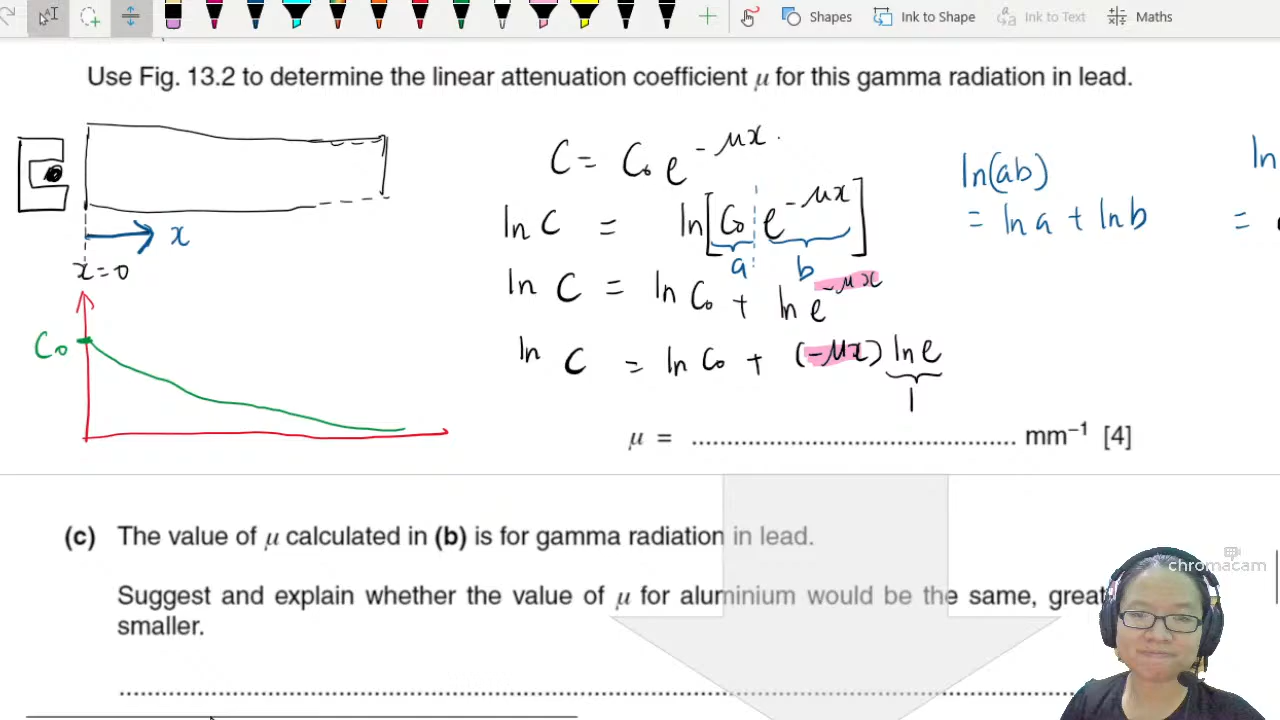 Shapes
Ink to Shape
Ink to Text
Maths
Use Fig. 13.2 to determine the linear attenuation coefficient μ for this gamma radiation in lead.
C = C₀ e^(-μx)
ln C = ln[C₀ e^(-μx)]
a b
ln C = ln C₀ + ln e^(-μx)
ln C = ln C₀ + (-μx) ln e
1
ln(ab)
= ln a + ln b
ln
=
x
x=0
C₀
μ = ............................................. mm⁻¹ [4]
(c) The value of μ calculated in (b) is for gamma radiation in lead.
Suggest and explain whether the value of μ for aluminium would be the same, great
smaller.
chromacam